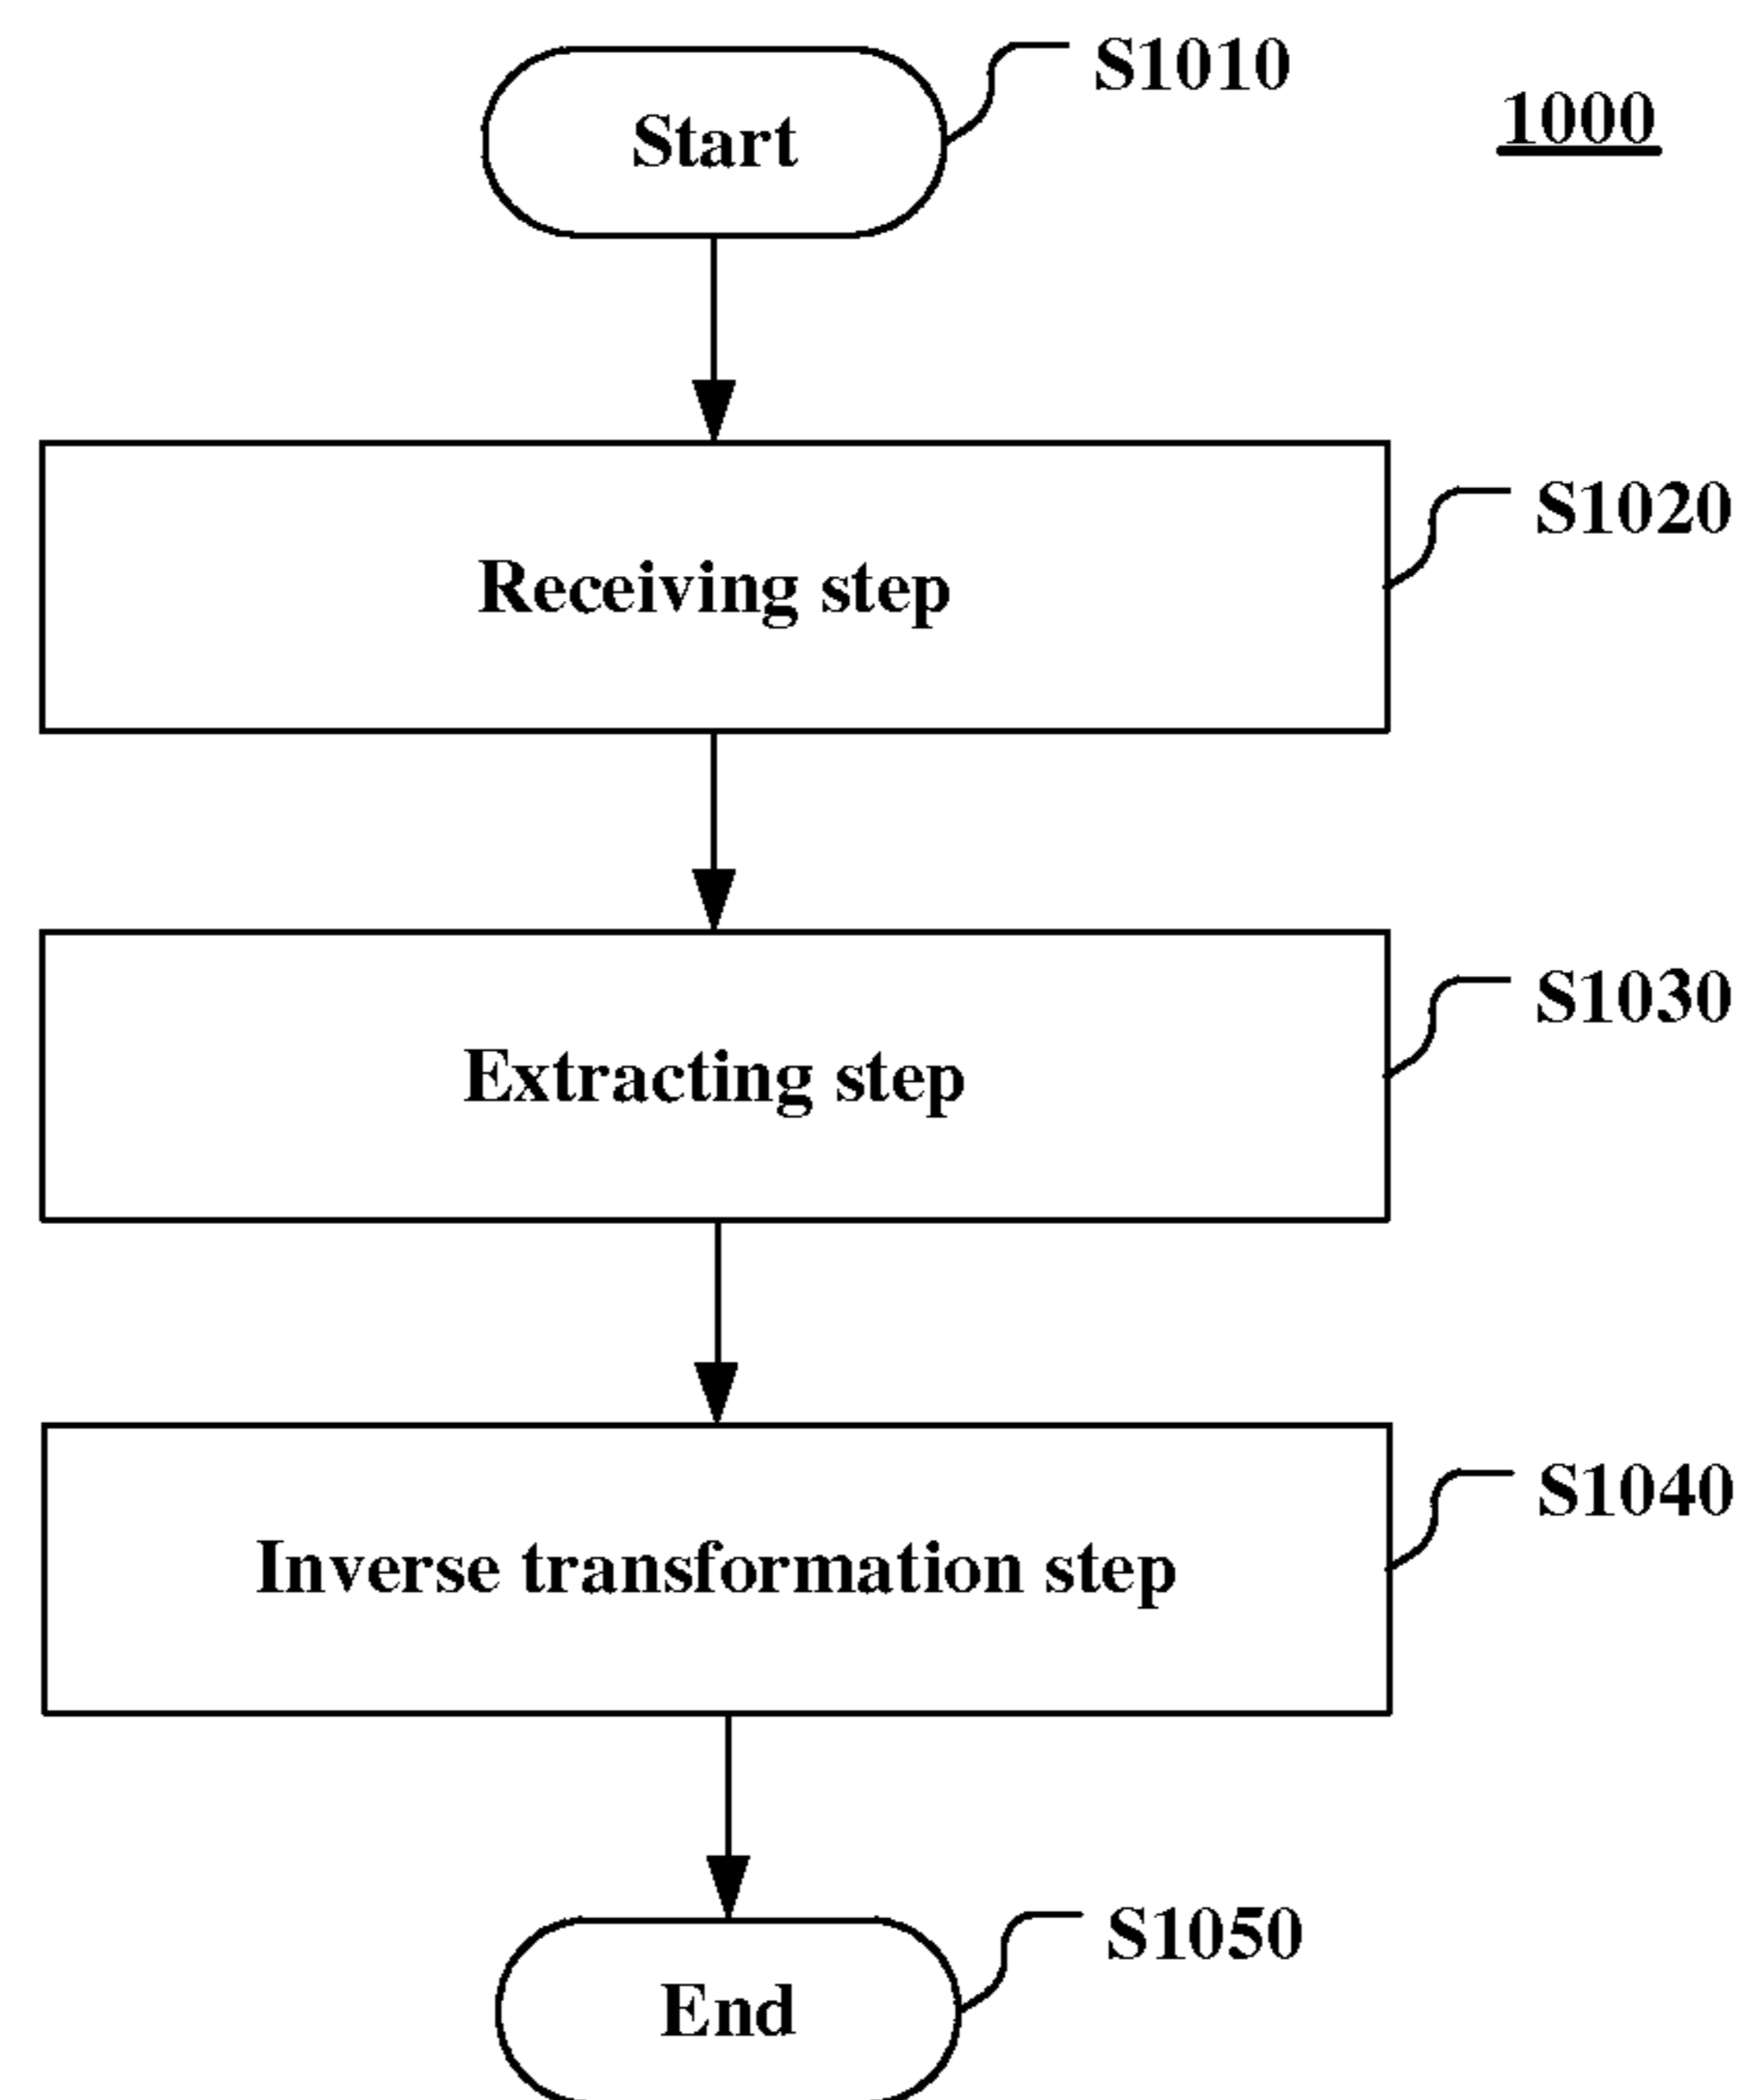 S1010
1000
Start
S1020
Receiving step
S1030
Extracting step
S1040
Inverse transformation step
S1050
End